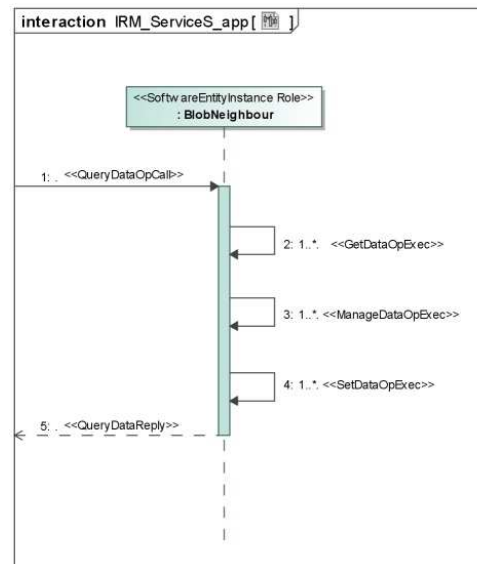 interaction IRM_ServiceS_app[ ]
<<SoftwareEntityInstance Role>>
: BlobNeighbour
1: . <<QueryDataOpCall>>
2: 1..*. <<GetDataOpExec>>
3: 1..*. <<ManageDataOpExec>>
4: 1..*. <<SetDataOpExec>>
5: . <<QueryDataReply>>